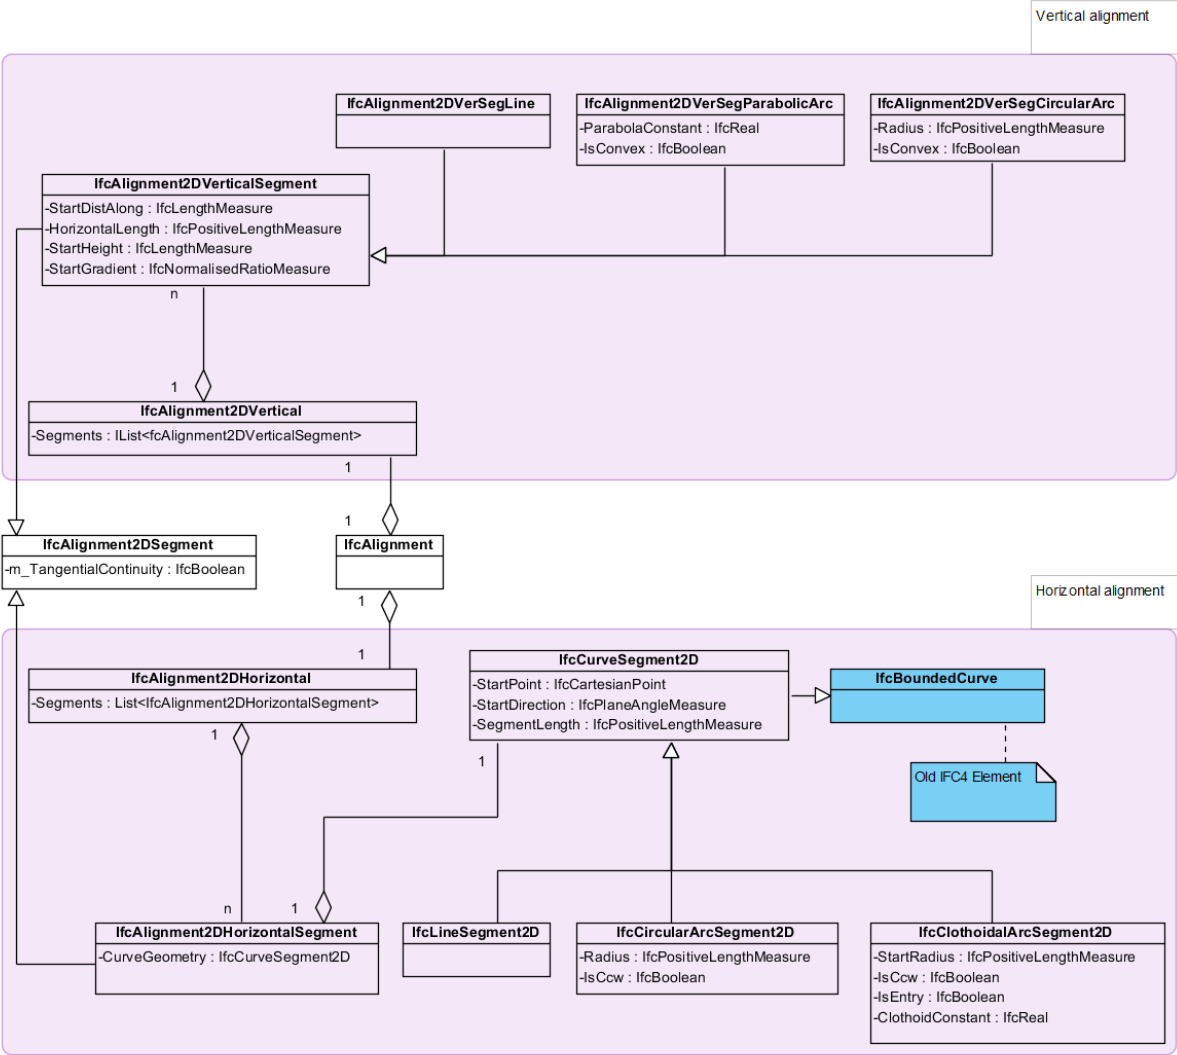 Vertical alignment
IfcAlignment2DVerSegLine
IfcAlignment2DVerSegParabolicArc
-ParabolaConstant : IfcReal
-IsConvex : IfcBoolean
IfcAlignment2DVerSegCircularArc
-Radius : IfcPositiveLengthMeasure
-IsConvex : IfcBoolean
IfcAlignment2DVerticalSegment
-StartDistAlong : IfcLengthMeasure
-HorizontalLength : IfcPositiveLengthMeasure
-StartHeight : IfcLengthMeasure
-StartGradient : IfcNormalisedRatioMeasure
n
1
IfcAlignment2DVertical
-Segments : IList<fcAlignment2DVerticalSegment>
1
1
IfcAlignment2DSegment
-m_TangentialContinuity : IfcBoolean
IfcAlignment
1
1
Horizontal alignment
IfcAlignment2DHorizontal
-Segments : List<IfcAlignment2DHorizontalSegment>
1
IfcCurveSegment2D
-StartPoint : IfcCartesianPoint
-StartDirection : IfcPlaneAngleMeasure
-SegmentLength : IfcPositiveLengthMeasure
1
IfcBoundedCurve
Old IFC4 Element
n
1
IfcAlignment2DHorizontalSegment
-CurveGeometry : IfcCurveSegment2D
IfcLineSegment2D
IfcCircularArcSegment2D
-Radius : IfcPositiveLengthMeasure
-IsCcw : IfcBoolean
IfcClothoidalArcSegment2D
-StartRadius : IfcPositiveLengthMeasure
-IsCcw : IfcBoolean
-IsEntry : IfcBoolean
-ClothoidConstant : IfcReal